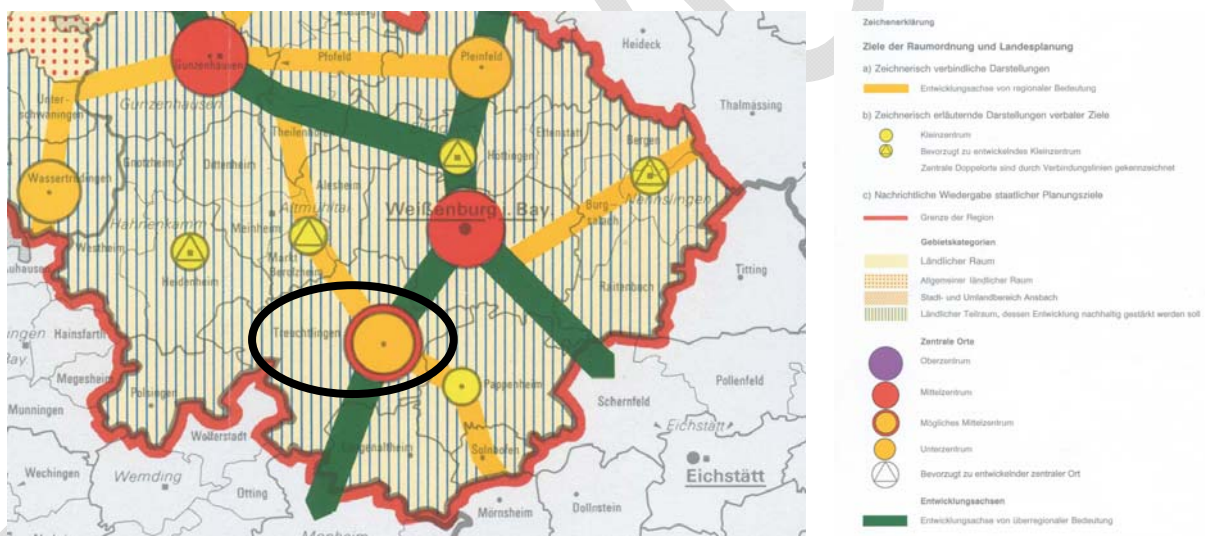 Heideck
Pfofeld
Pleinfeld
Gunzenhausen
Thalmässing
Unter-
schwaningen
Gunzenhausen
Theilenhofen
Ettenstatt
Bergen
Höttingen
Gnotzheim
Dittenheim
Wassertrüdingen
Alesheim
Nennslingen
Altmühltal
Weißenburg i. Bay.
Burg-
salach
Hahnenkamm
Meinheim
Westheim
Markt
Berolzheim
Heidenheim
Titting
Raitenbuch
Treuchtlingen
Hainsfarth
Megesheim
Polsingen
Pappenheim
Pollenfeld
Schernfeld
Munningen
Wolferstadt
Eichstätt
Langenaltheim
Solnhofen
Wechingen
Wemding
Eichstätt
Otting
Mörnsheim
Dollnstein
Monheim
Zeichenerklärung
Ziele der Raumordnung und Landesplanung
a) Zeichnerisch verbindliche Darstellungen
Entwicklungsachse von regionaler Bedeutung
b) Zeichnerisch erläuternde Darstellungen verbaler Ziele
Kleinzentrum
Bevorzugt zu entwickelndes Kleinzentrum
Zentrale Doppelorte sind durch Verbindungslinien gekennzeichnet
c) Nachrichtliche Wiedergabe staatlicher Planungsziele
Grenze der Region
Gebietskategorien
Ländlicher Raum
Allgemeiner ländlicher Raum
Stadt- und Umlandbereich Ansbach
Ländlicher Teilraum, dessen Entwicklung nachhaltig gestärkt werden soll
Zentrale Orte
Oberzentrum
Mittelzentrum
Mögliches Mittelzentrum
Unterzentrum
Bevorzugt zu entwickelnder zentraler Ort
Entwicklungsachsen
Entwicklungsachse von überregionaler Bedeutung